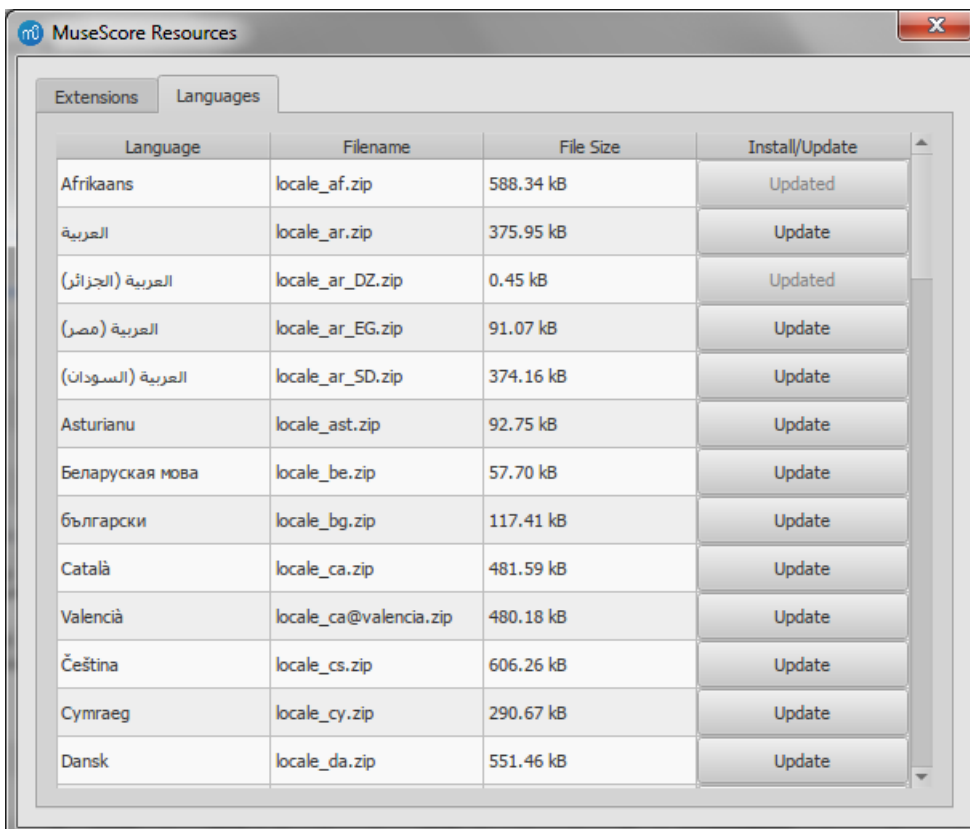 MuseScore Resources
Extensions Languages
Language Filename File Size Install/Update
Afrikaans locale_af.zip 588.34 kB Updated
العربية locale_ar.zip 375.95 kB Update
العربية (الجزائر) locale_ar_DZ.zip 0.45 kB Updated
العربية (مصر) locale_ar_EG.zip 91.07 kB Update
العربية (السودان) locale_ar_SD.zip 374.16 kB Update
Asturianu locale_ast.zip 92.75 kB Update
Беларуская мова locale_be.zip 57.70 kB Update
български locale_bg.zip 117.41 kB Update
Català locale_ca.zip 481.59 kB Update
Valencià locale_ca@valencia.zip 480.18 kB Update
Čeština locale_cs.zip 606.26 kB Update
Cymraeg locale_cy.zip 290.67 kB Update
Dansk locale_da.zip 551.46 kB Update